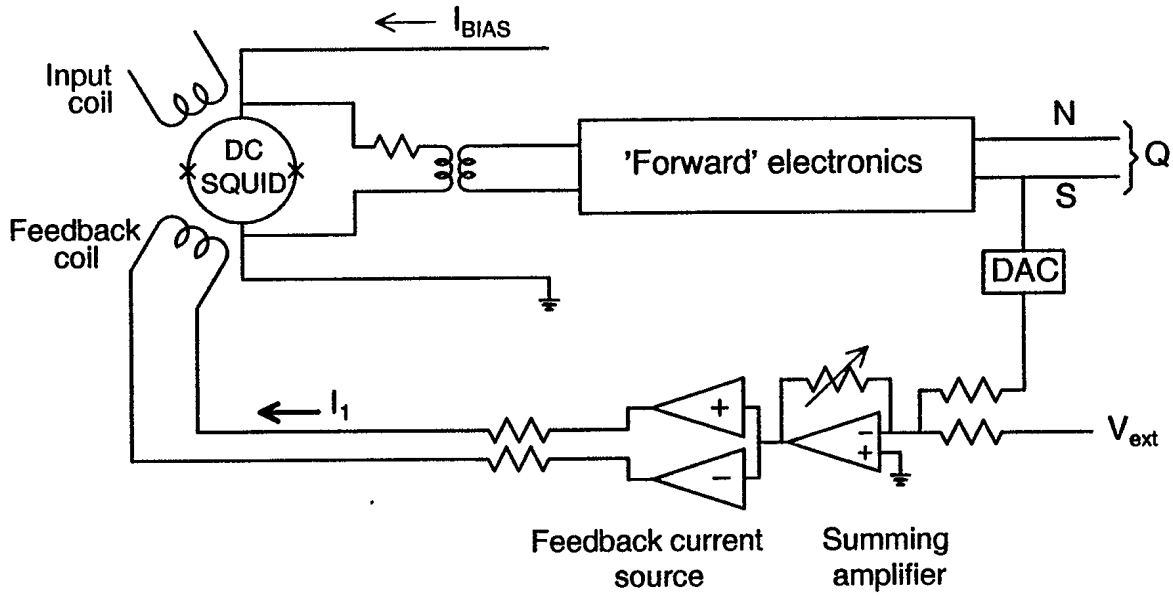 I_BIAS
Input
coil
DC
SQUID
'Forward' electronics
N
S
Q
Feedback
coil
DAC
I₁
+
−
−
+
V_ext
Feedback current
source
Summing
amplifier